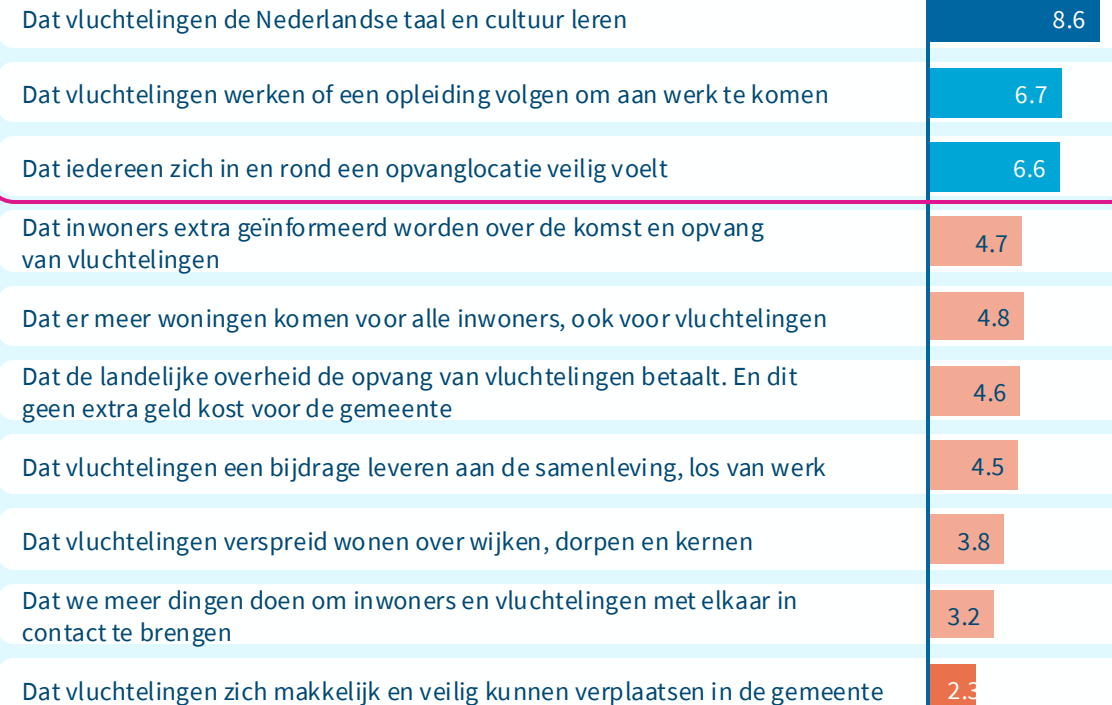 Dat vluchtelingen de Nederlandse taal en cultuur leren 8.6
Dat vluchtelingen werken of een opleiding volgen om aan werk te komen 6.7
Dat iedereen zich in en rond een opvanglocatie veilig voelt 6.6
Dat inwoners extra geïnformeerd worden over de komst en opvang
van vluchtelingen 4.7
Dat er meer woningen komen voor alle inwoners, ook voor vluchtelingen 4.8
Dat de landelijke overheid de opvang van vluchtelingen betaalt. En dit
geen extra geld kost voor de gemeente 4.6
Dat vluchtelingen een bijdrage leveren aan de samenleving, los van werk 4.5
Dat vluchtelingen verspreid wonen over wijken, dorpen en kernen 3.8
Dat we meer dingen doen om inwoners en vluchtelingen met elkaar in
contact te brengen 3.2
Dat vluchtelingen zich makkelijk en veilig kunnen verplaatsen in de gemeente 2.3